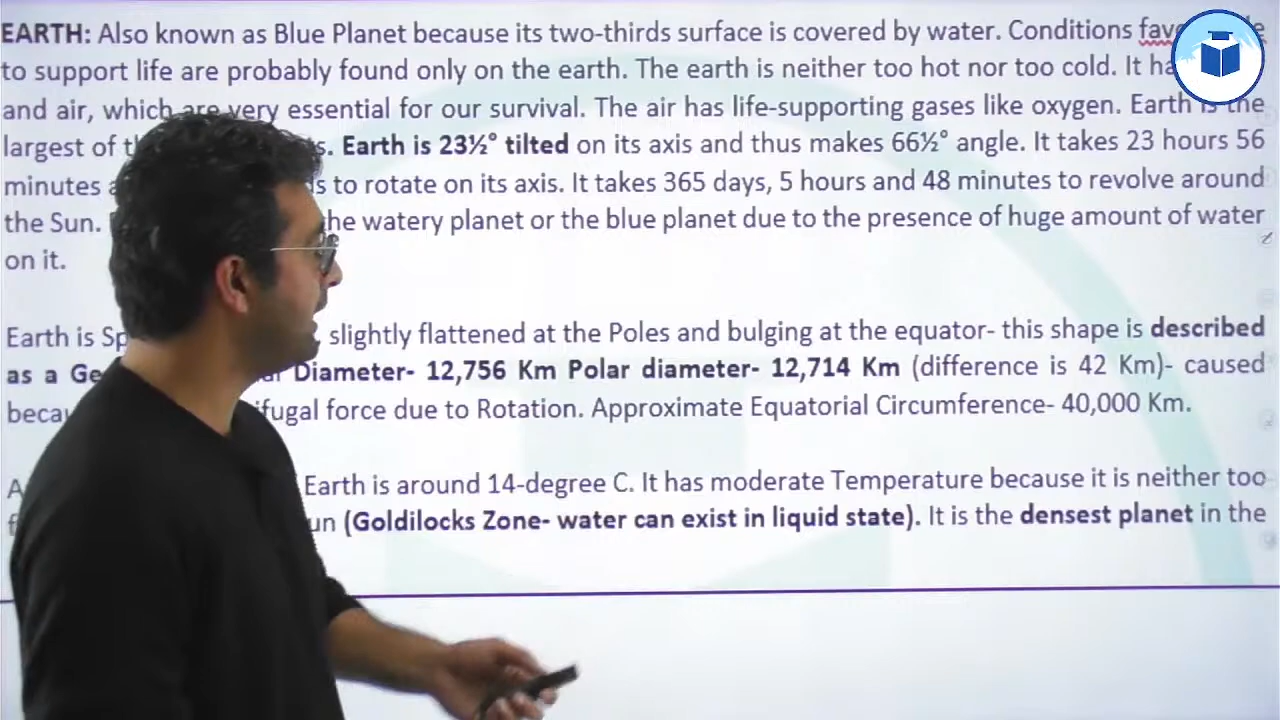 EARTH: Also known as Blue Planet because its two-thirds surface is covered by water. Conditions
to support life are probably found only on the earth. The earth is neither too hot nor too cold. It
and air, which are very essential for our survival. The air has life-supporting gases like oxygen. Earth is the
largest of Earth is 23½° tilted on its axis and thus makes 66½° angle. It takes 23 hours 56
minutes to rotate on its axis. It takes 365 days, 5 hours and 48 minutes to revolve around
the Sun. the watery planet or the blue planet due to the presence of huge amount of water
on it.
Earth is slightly flattened at the Poles and bulging at the equator- this shape is described
as a Diameter- 12,756 Km Polar diameter- 12,714 Km (difference is 42 Km)- caused
force due to Rotation. Approximate Equatorial Circumference- 40,000 Km.
Earth is around 14-degree C. It has moderate Temperature because it is neither too
(Goldilocks Zone- water can exist in liquid state). It is the densest planet in the